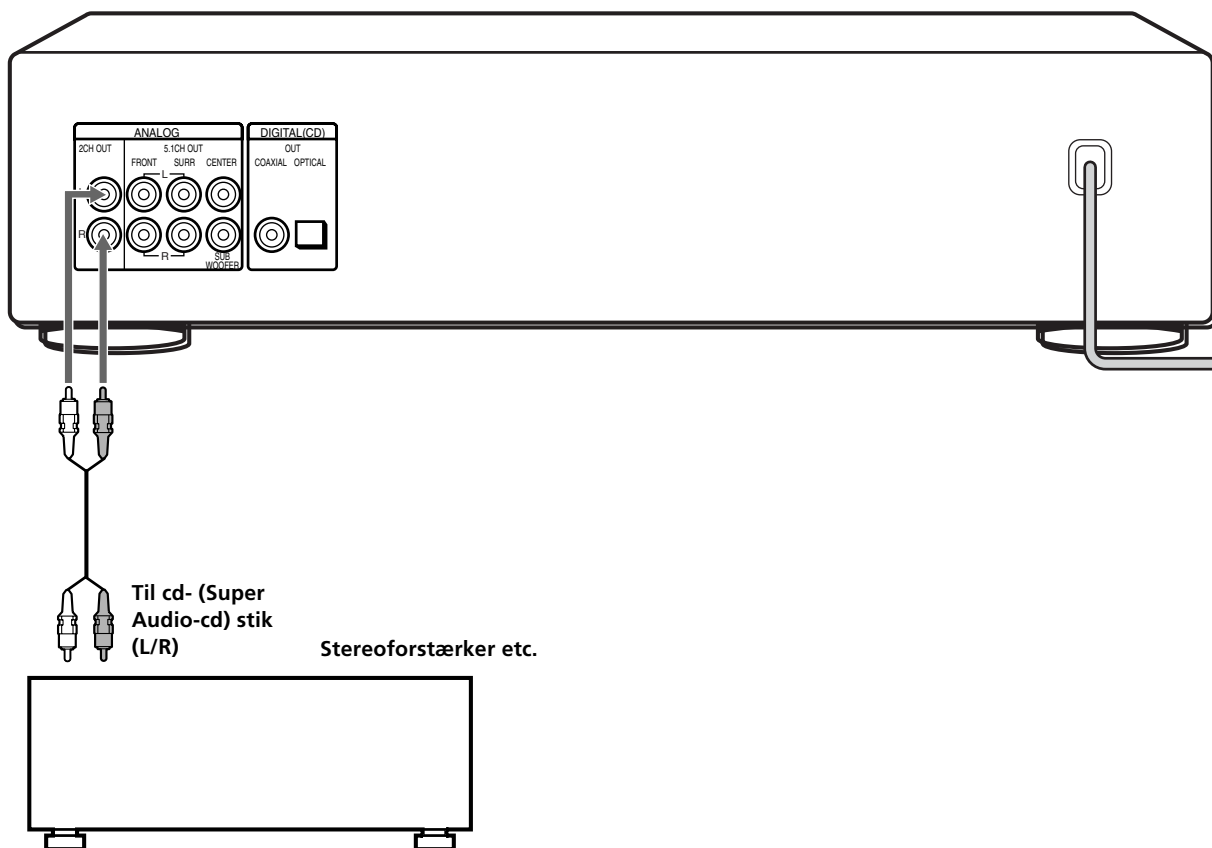 ANALOG
DIGITAL(CD)
2CH OUT
5.1CH OUT
OUT
FRONT SURR CENTER
COAXIAL OPTICAL
L
R
R
SUB
WOOFER
Til cd- (Super
Audio-cd) stik
(L/R)
Stereoforstærker etc.